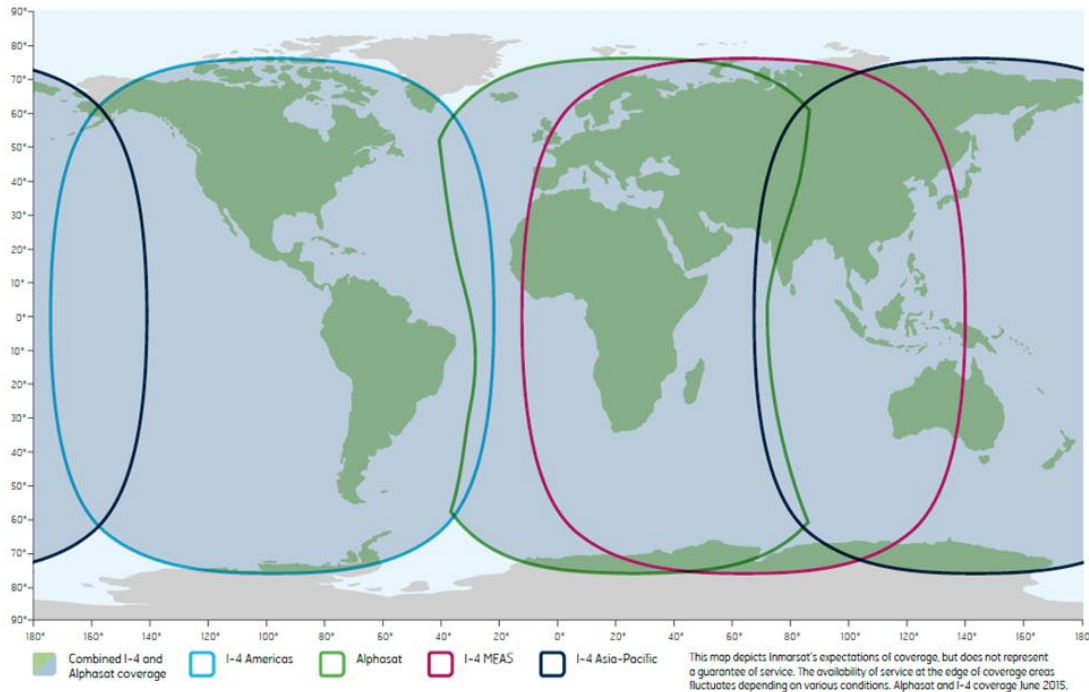 90°
80°
70°
60°
50°
40°
30°
20°
10°
0°
10°
20°
30°
40°
50°
60°
70°
80°
90°
180° 160° 140° 120° 100° 80° 60° 40° 20° 0° 20° 40° 60° 80° 100° 120° 140° 160° 180
Combined I-4 and
Alphasat coverage
I-4 Americas
Alphasat
I-4 MEAS
I-4 Asia-Pacific
This map depicts Inmarsat's expectations of coverage, but does not represent
a guarantee of service. The availability of service at the edge of coverage areas
fluctuates depending on various conditions. Alphasat and I-4 coverage June 2015.